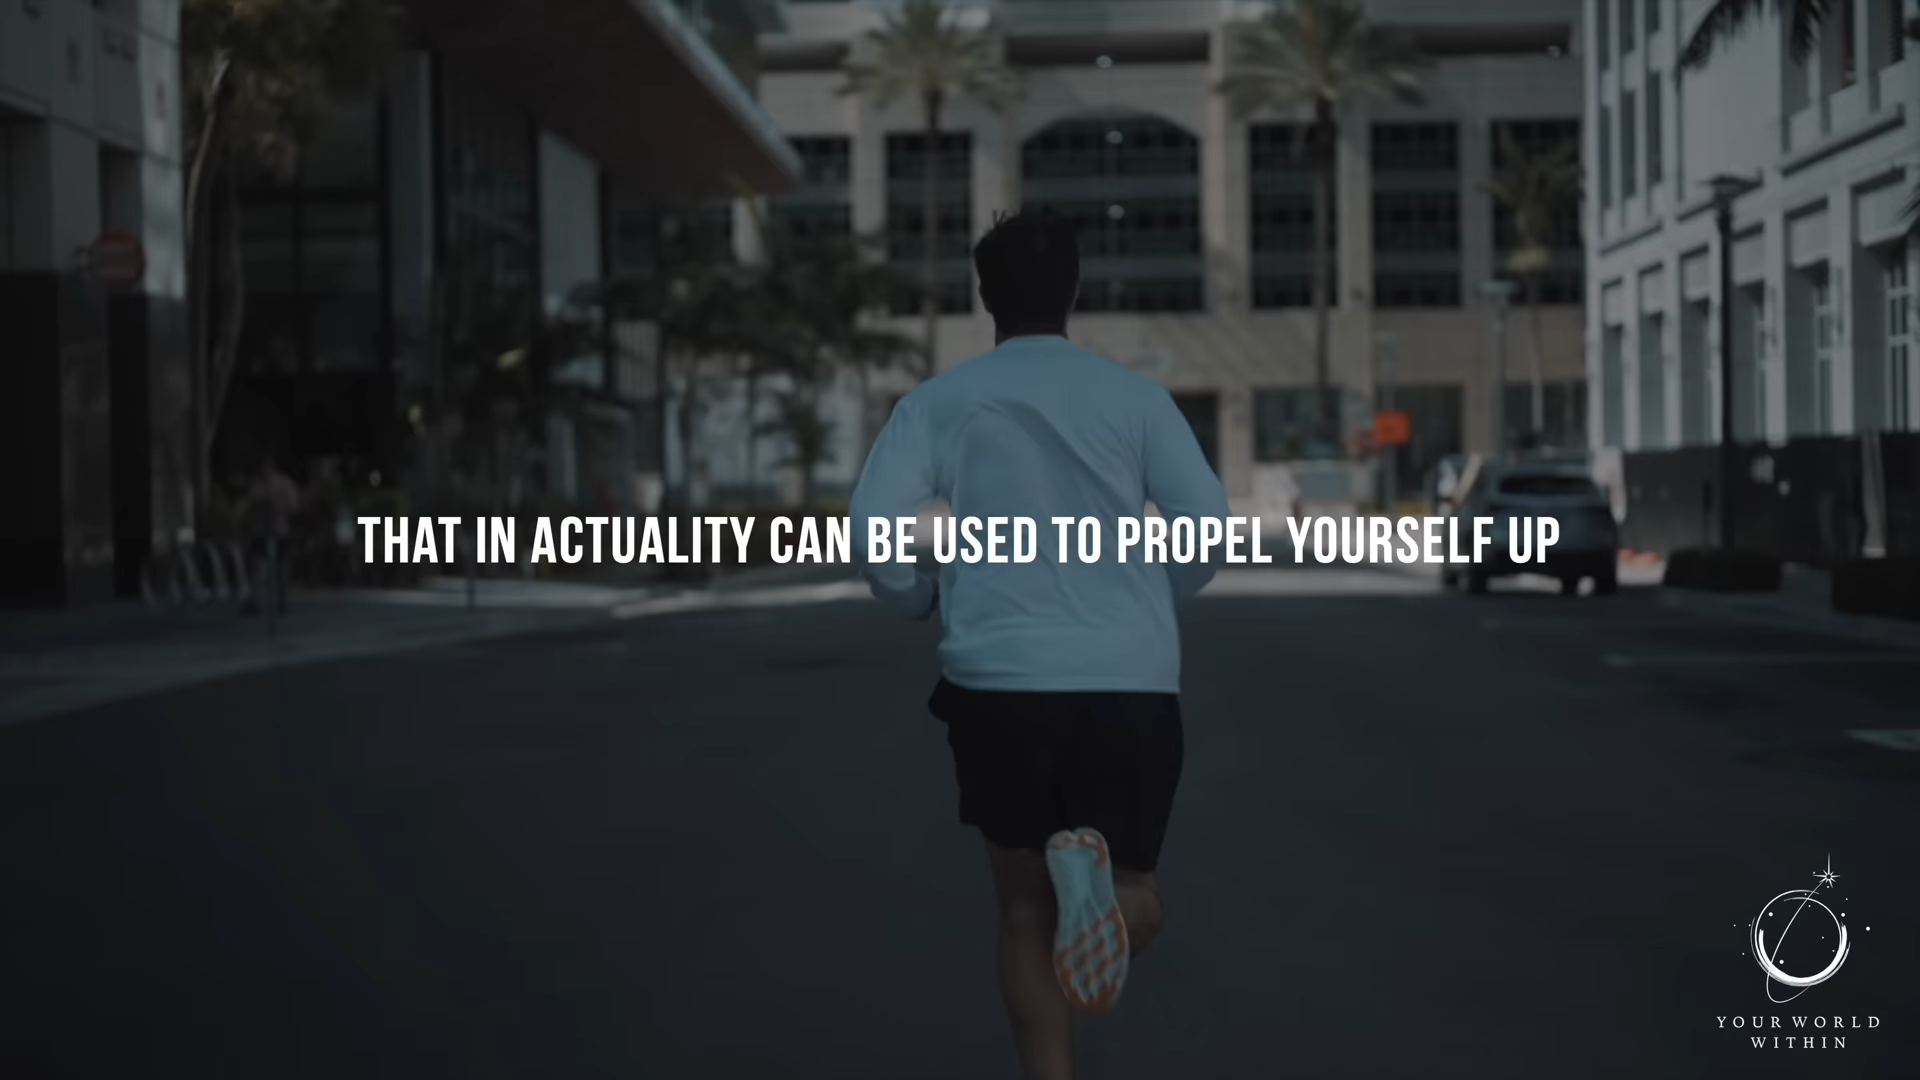 THAT IN ACTUALITY CAN BE USED TO PROPEL YOURSELF UP
YOUR WORLD
WITHIN